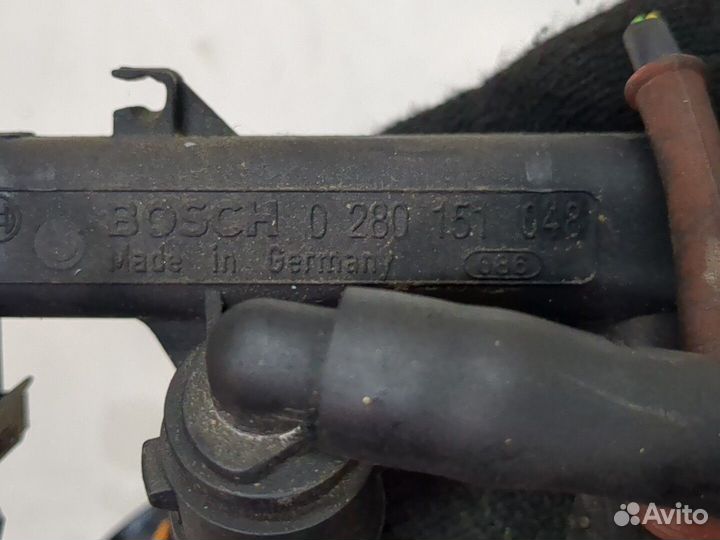 BOSCH 0 280 151 048
Made in Germany 086
Avito